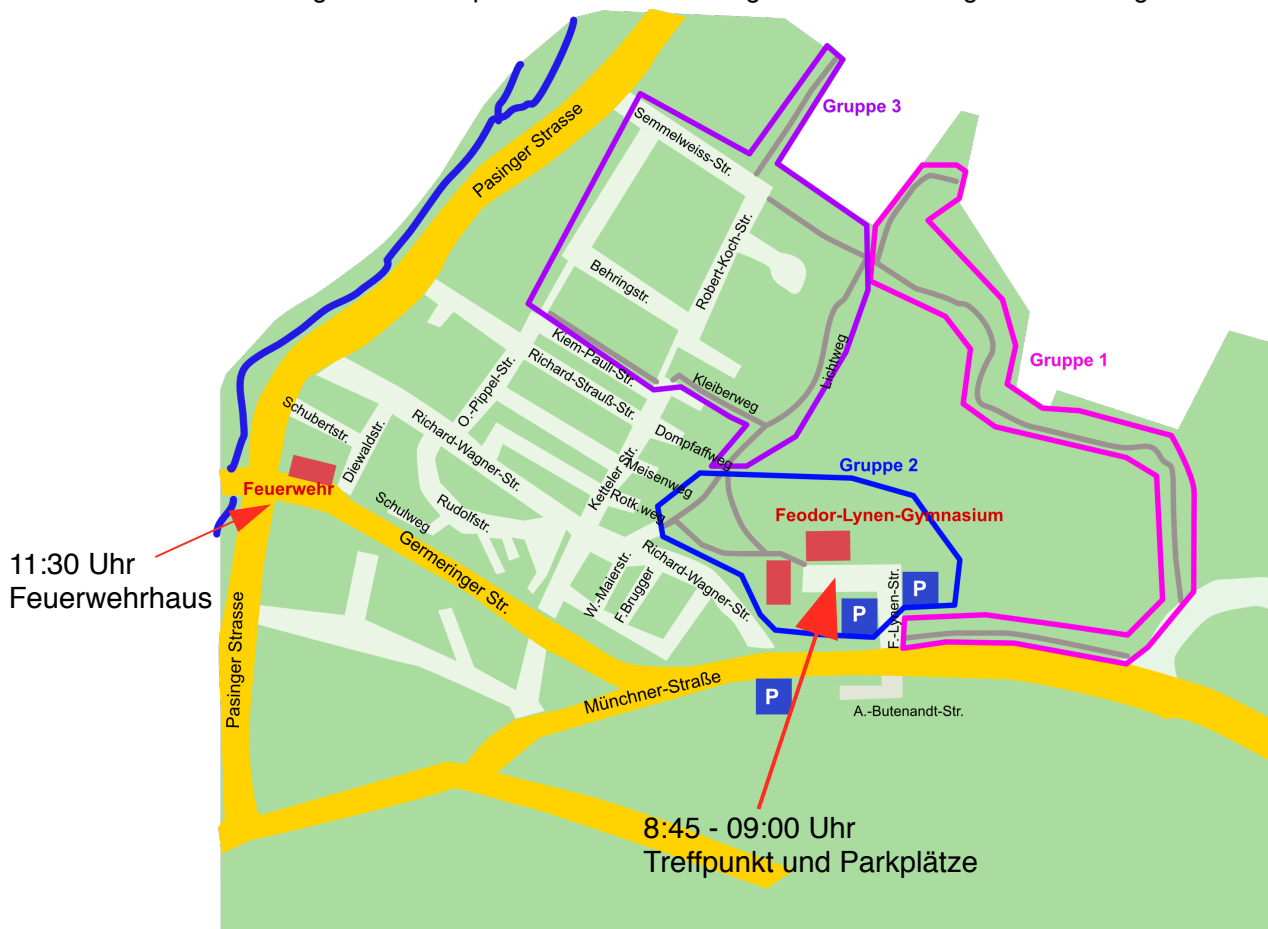 Gruppe 3
Pasinger Strasse
Semmelweiss-Str.
Robert-Koch-Str.
Behringstr.
Lichtweg
Gruppe 1
Kiem-Pauli-Str.
Richard-Strauß-Str.
O.-Pippel-Str.
Kleiberweg
Schubertstr.
Diewaldstr.
Richard-Wagner-Str.
Dompfaffweg
Ketteler Str.
Meisenweg
Rotk.weg
Gruppe 2
Feuerwehr
Schulweg
Rudolfstr.
Germeringer Str.
Feodor-Lynen-Gymnasium
11:30 Uhr
Feuerwehrhaus
W.-Maierstr.
F.Brugger
Richard-Wagner-Str.
F.-Lynen-Str.
P
P
P
Pasinger Strasse
Münchner-Straße
A.-Butenandt-Str.
8:45 - 09:00 Uhr
Treffpunkt und Parkplätze